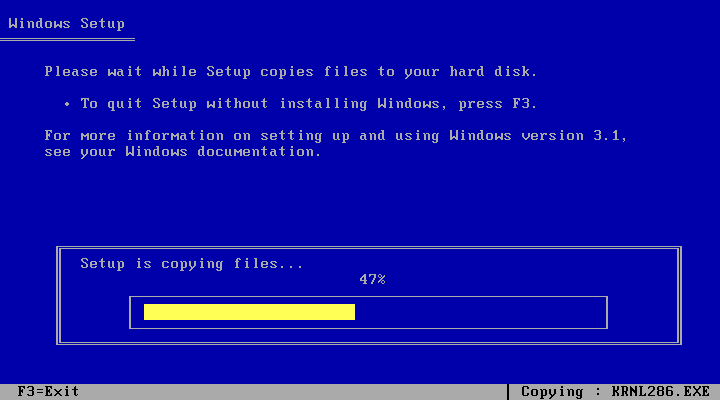 Windows Setup
Please wait while Setup copies files to your hard disk.
• To quit Setup without installing Windows, press F3.
For more information on setting up and using Windows version 3.1,
see your Windows documentation.
Setup is copying files...
47%
F3=Exit | Copying : KRNL286.EXE